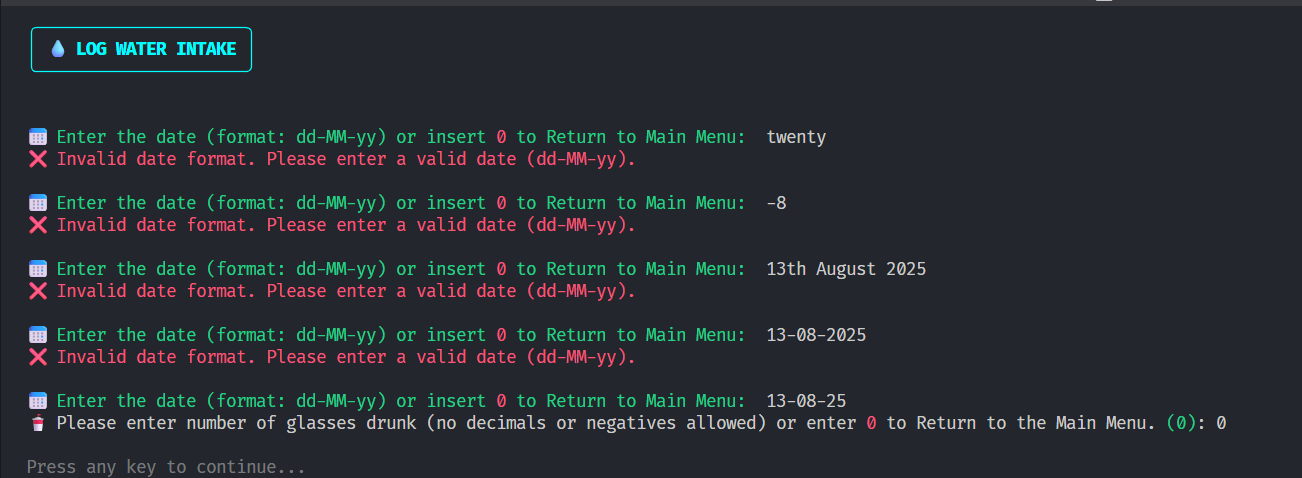 LOG WATER INTAKE
Enter the date (format: dd-MM-yy) or insert 0 to Return to Main Menu: twenty
Invalid date format. Please enter a valid date (dd-MM-yy).
Enter the date (format: dd-MM-yy) or insert 0 to Return to Main Menu: -8
Invalid date format. Please enter a valid date (dd-MM-yy).
Enter the date (format: dd-MM-yy) or insert 0 to Return to Main Menu: 13th August 2025
Invalid date format. Please enter a valid date (dd-MM-yy).
Enter the date (format: dd-MM-yy) or insert 0 to Return to Main Menu: 13-08-2025
Invalid date format. Please enter a valid date (dd-MM-yy).
Enter the date (format: dd-MM-yy) or insert 0 to Return to Main Menu: 13-08-25
Please enter number of glasses drunk (no decimals or negatives allowed) or enter 0 to Return to the Main Menu. (0): 0
Press any key to continue...